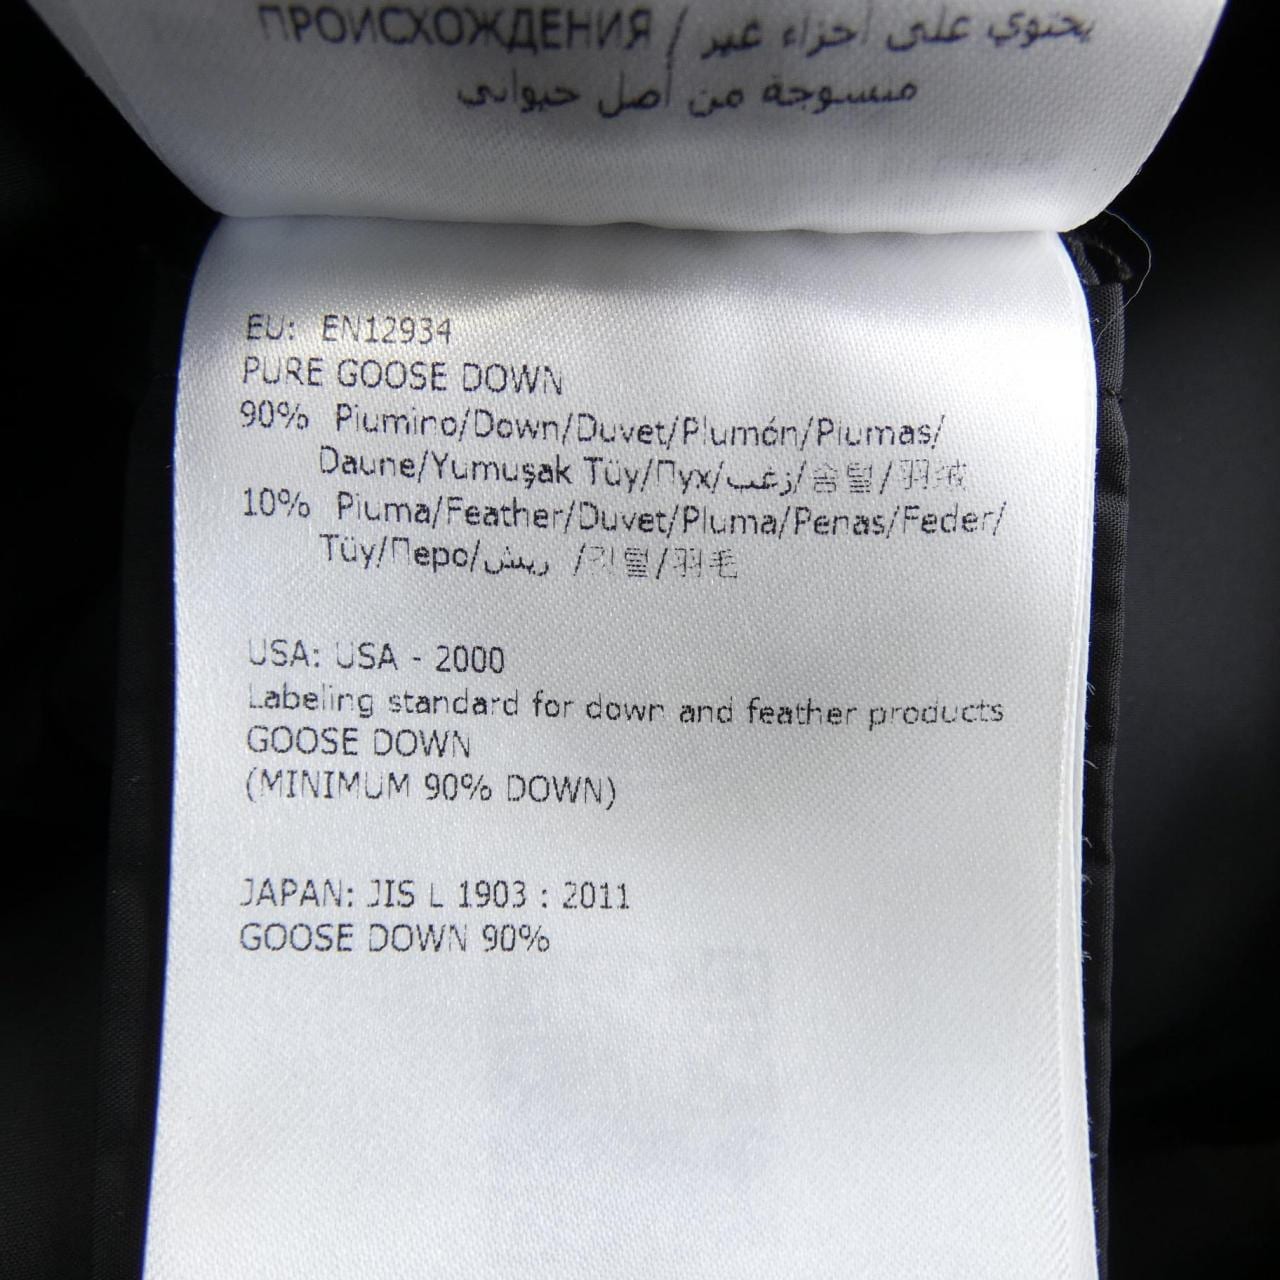 ПРОИСХОЖДЕНИЯ / يحتوي على أجزاء غير
منسوجة من أصل حيواني
EU: EN12934
PURE GOOSE DOWN
90% Piumino/Down/Duvet/Plumón/Plumas/
Daune/Yumuşak Tüy/Пух/زغب/솜털/羽绒
10% Piuma/Feather/Duvet/Pluma/Penas/Feder/
Tüy/Перо/ريش /깃털/羽毛
USA: USA - 2000
Labeling standard for down and feather products
GOOSE DOWN
(MINIMUM 90% DOWN)
JAPAN: JIS L 1903 : 2011
GOOSE DOWN 90%